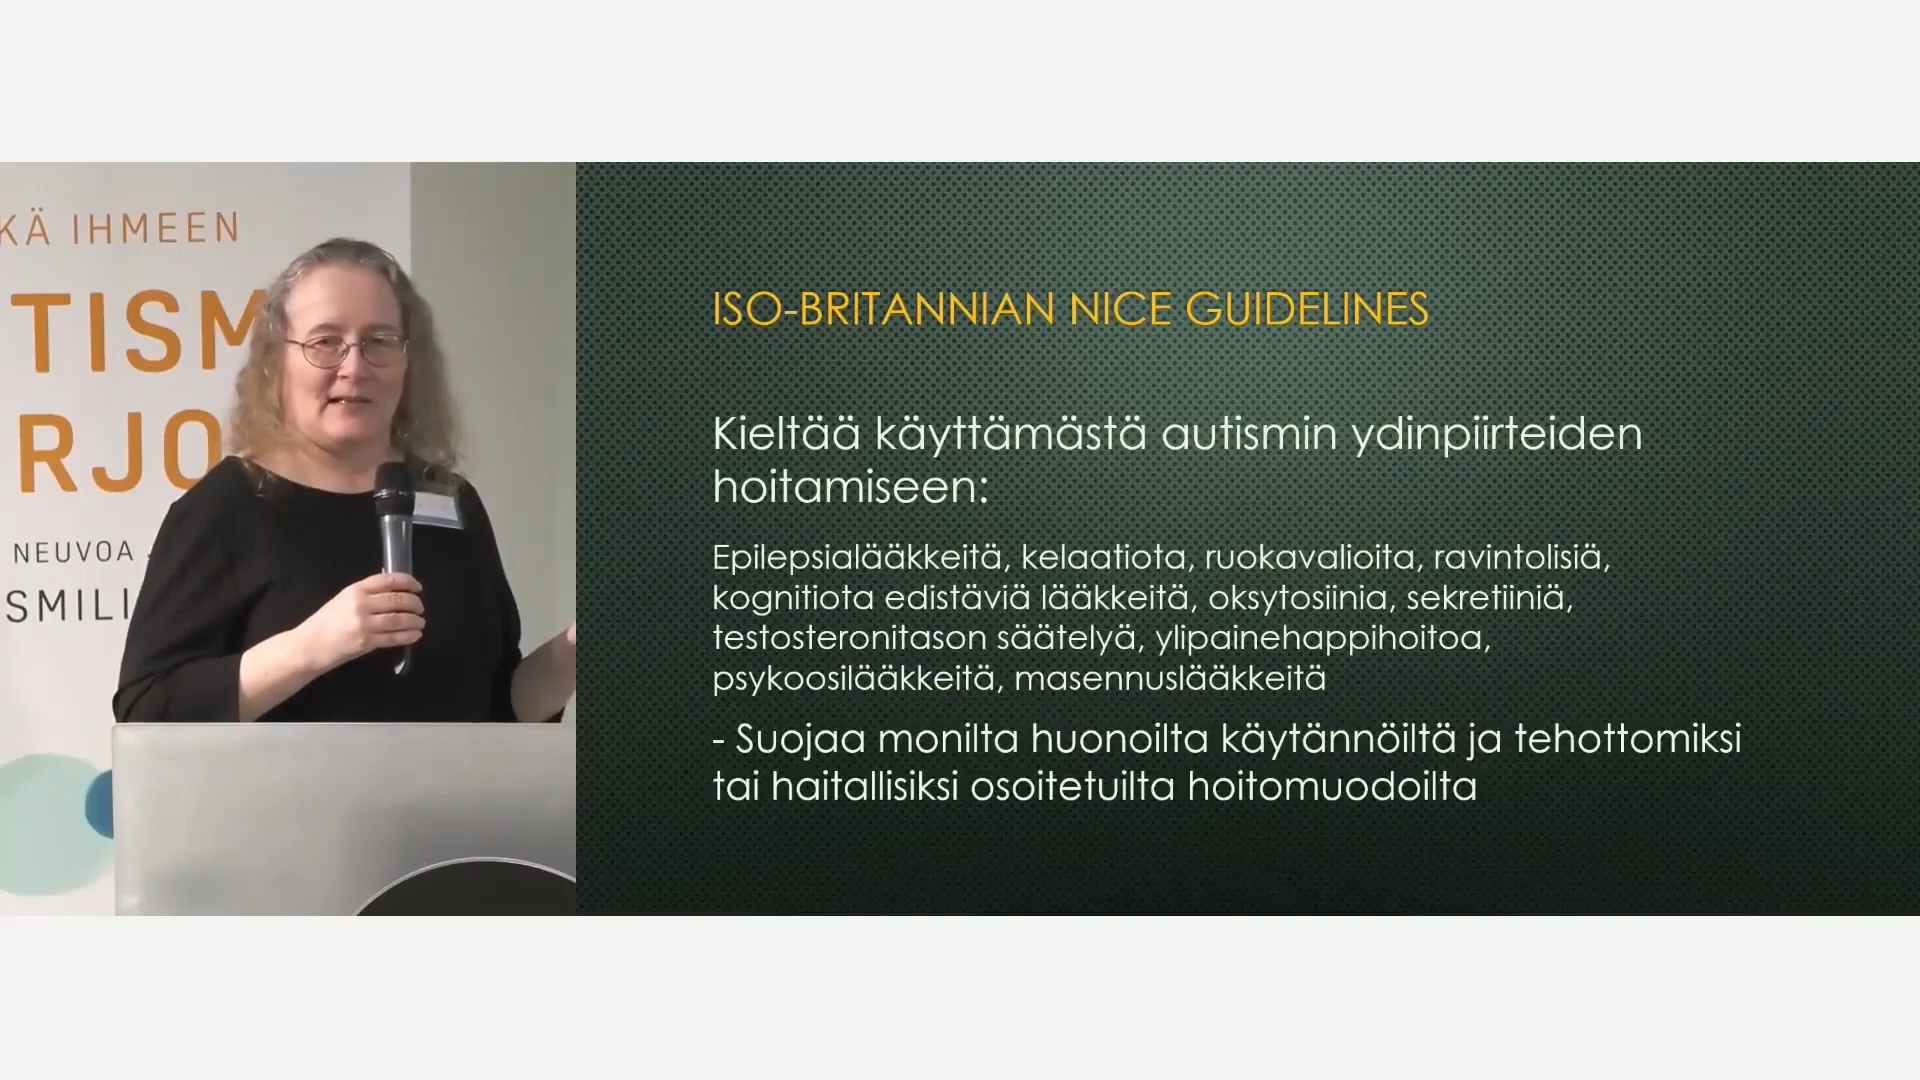 KÄ IHMEEN
TISM
RJO
NEUVOA
SMILI
ISO-BRITANNIAN NICE GUIDELINES
Kieltää käyttämästä autismin ydinpiirteiden
hoitamiseen:
Epilepsialääkkeitä, kelaatiota, ruokavalioita, ravintolisiä,
kognitiota edistäviä lääkkeitä, oksytosiinia, sekretiiniä,
testosteronitason säätelyä, ylipainehappihoitoa,
psykoosilääkkeitä, masennuslääkkeitä
- Suojaa monilta huonoilta käytännöiltä ja tehottomiksi
tai haitallisiksi osoitetuilta hoitomuodoilta